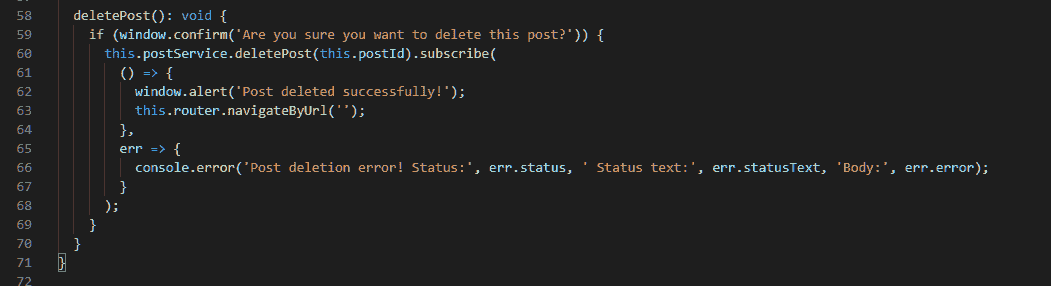 58 deletePost(): void {
59 if (window.confirm('Are you sure you want to delete this post?')) {
60 this.postService.deletePost(this.postId).subscribe(
61 () => {
62 window.alert('Post deleted successfully!');
63 this.router.navigateByUrl('');
64 },
65 err => {
66 console.error('Post deletion error! Status:', err.status, ' Status text:', err.statusText, 'Body:', err.error);
67 }
68 );
69 }
70 }
71 }
72